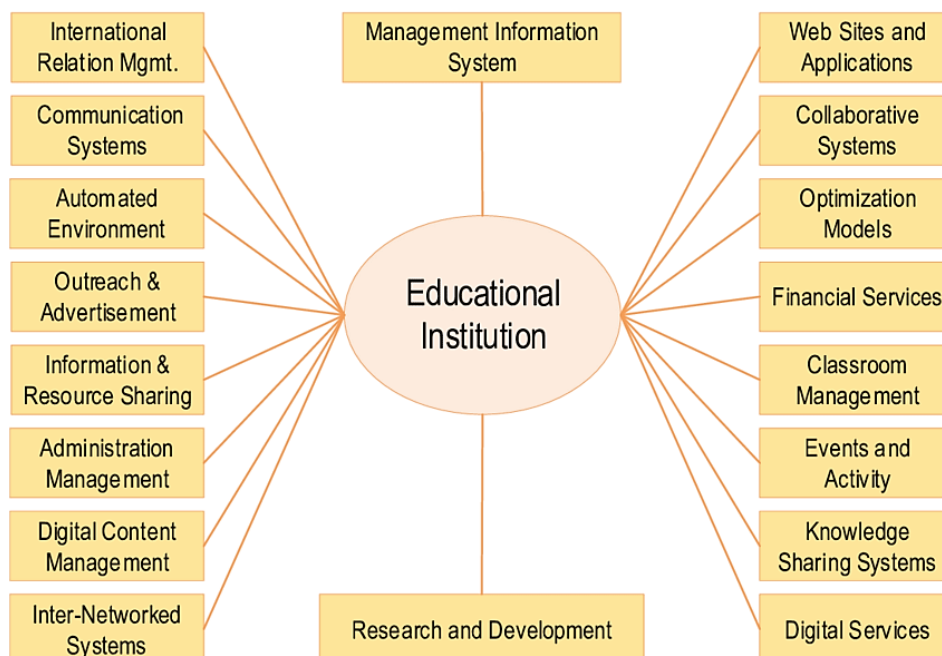 International
Relation Mgmt.
Communication
Systems
Automated
Environment
Outreach &
Advertisement
Information &
Resource Sharing
Administration
Management
Digital Content
Management
Inter-Networked
Systems
Management Information
System
Educational
Institution
Research and Development
Web Sites and
Applications
Collaborative
Systems
Optimization
Models
Financial Services
Classroom
Management
Events and
Activity
Knowledge
Sharing Systems
Digital Services